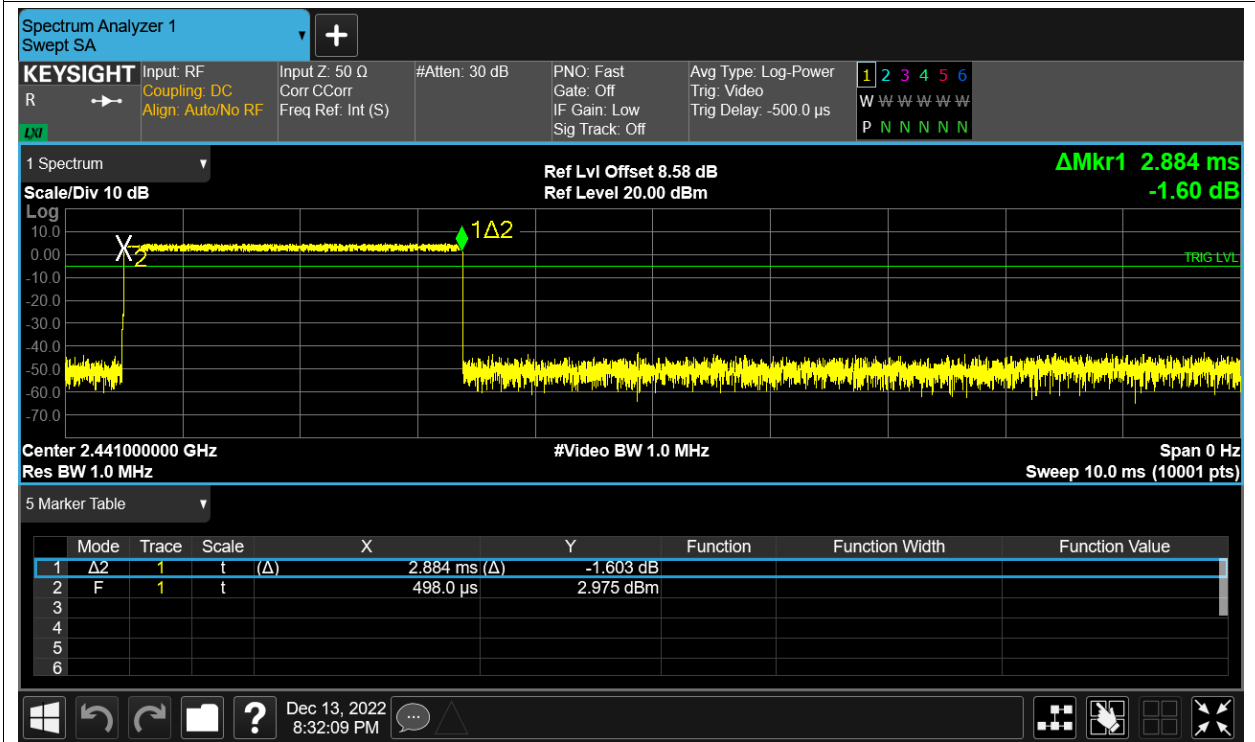 Spectrum Analyzer 1
Swept SA
+
KEYSIGHT Input: RF Input Z: 50 Ω #Atten: 30 dB PNO: Fast Avg Type: Log-Power 1 2 3 4 5 6
R Coupling: DC Corr CCorr Gate: Off Trig: Video W W W W W W
Align: Auto/No RF Freq Ref: Int (S) IF Gain: Low Trig Delay: -500.0 µs P N N N N N
LXI Sig Track: Off
1 Spectrum Ref Lvl Offset 8.58 dB ΔMkr1 2.884 ms
Scale/Div 10 dB Ref Level 20.00 dBm -1.60 dB
Log
10.0 X 2 1Δ2
0.00 TRIG LVL
-10.0
-20.0
-30.0
-40.0
-50.0
-60.0
-70.0
Center 2.441000000 GHz #Video BW 1.0 MHz Span 0 Hz
Res BW 1.0 MHz Sweep 10.0 ms (10001 pts)
5 Marker Table
Mode Trace Scale X Y Function Function Width Function Value
1 Δ2 1 t (Δ) 2.884 ms (Δ) -1.603 dB
2 F 1 t 498.0 µs 2.975 dBm
3
4
5
6
? Dec 13, 2022
8:32:09 PM